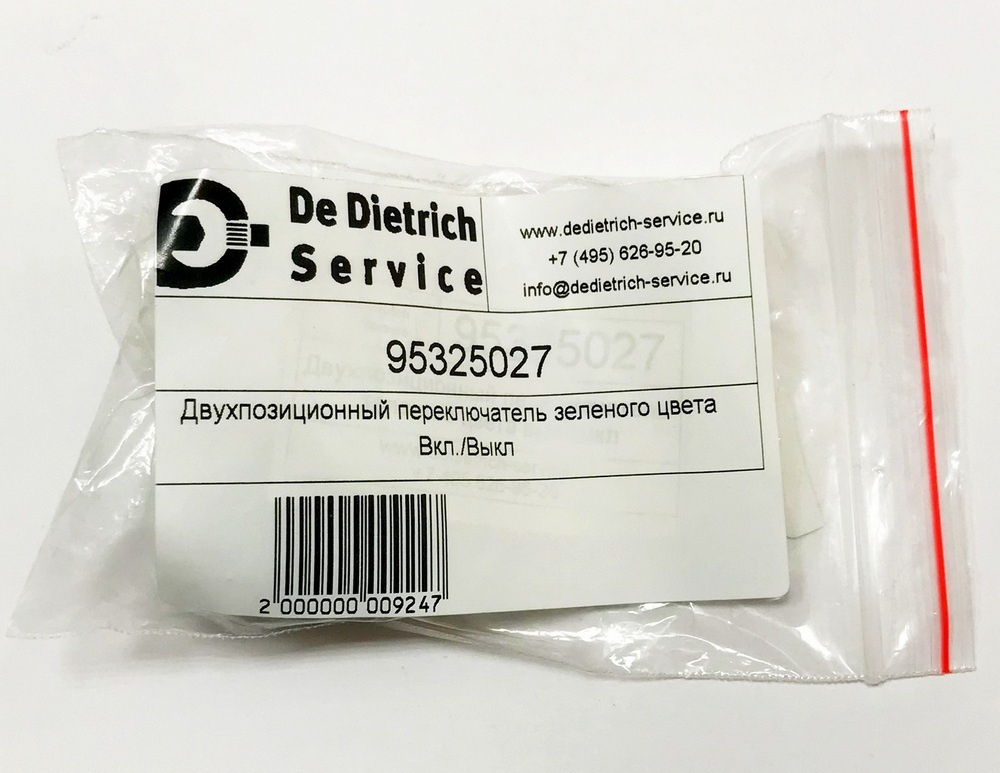 De Dietrich
Service
www.dedietrich-service.ru
+7 (495) 626-95-20
info@dedietrich-service.ru
95325027
Двухпозиционный переключатель зеленого цвета
Вкл./Выкл
2 000000 009247